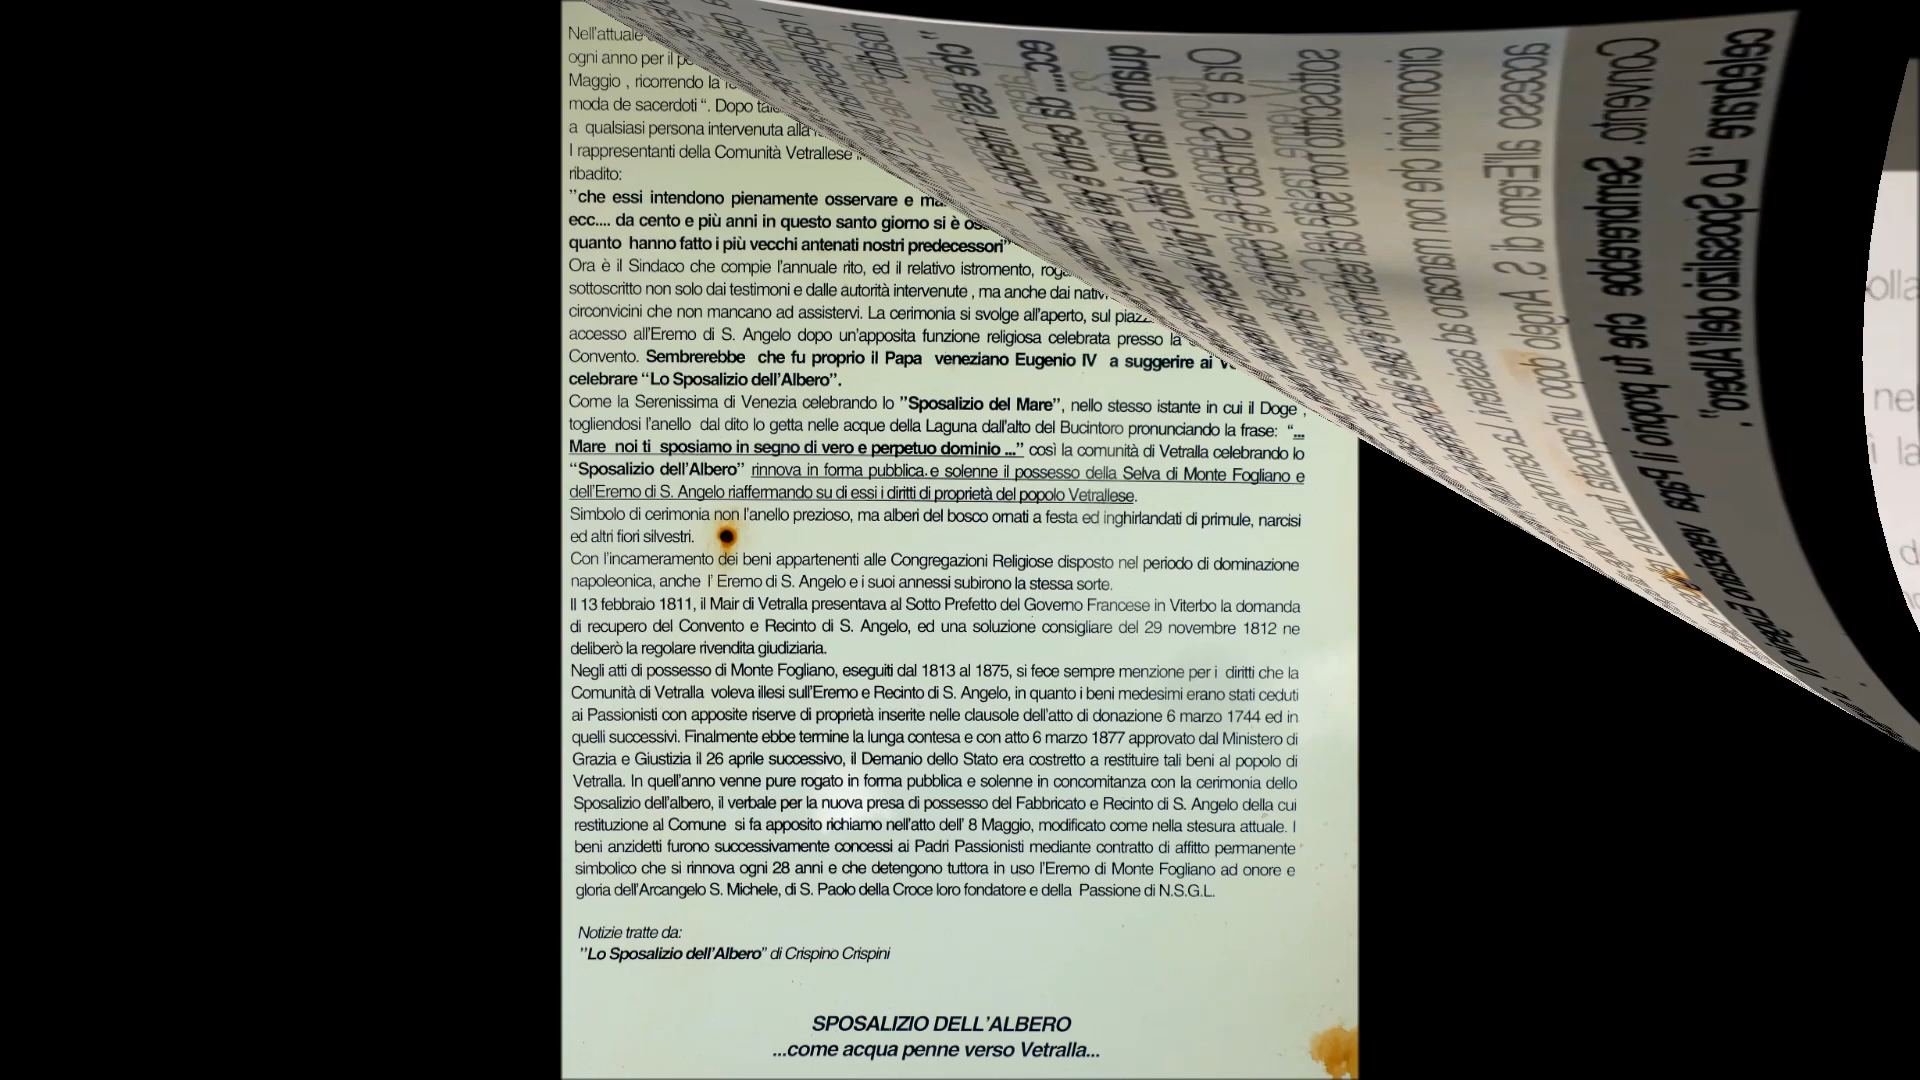 Nell'attuale
ogni anno per il
Maggio , ricorrendo la
moda de sacerdoti “. Dopo
a qualsiasi persona intervenuta alla
I rappresentanti della Comunità Vetrallese
ribadito:
”che essi intendono pienamente osservare e
ecc.... da cento e più anni in questo santo giorno si è
quanto hanno fatto i più vecchi antenati nostri predecessori”
Ora è il Sindaco che compie l'annuale rito, ed il relativo istromento,
sottoscritto non solo dai testimoni e dalle autorità intervenute , ma anche dai
circonvicini che non mancano ad assistervi. La cerimonia si svolge all'aperto, sul
accesso all'Eremo di S. Angelo dopo un'apposita funzione religiosa celebrata presso la
Convento. Sembrerebbe che fu proprio il Papa veneziano Eugenio IV a suggerire ai
celebrare “Lo Sposalizio dell'Albero”.
Come la Serenissima di Venezia celebrando lo ”Sposalizio del Mare”, nello stesso istante in cui il Doge ,
togliendosi l'anello dal dito lo getta nelle acque della Laguna dall'alto del Bucintoro pronunciando la frase: “...
Mare noi ti sposiamo in segno di vero e perpetuo dominio ...” così la comunità di Vetralla celebrando lo
“Sposalizio dell'Albero” rinnova in forma pubblica.e solenne il possesso della Selva di Monte Fogliano e
dell'Eremo di S. Angelo riaffermando su di essi i diritti di proprietà del popolo Vetrallese.
Simbolo di cerimonia non l'anello prezioso, ma alberi del bosco ornati a festa ed inghirlandati di primule, narcisi
ed altri fiori silvestri.
Con l'incameramento dei beni appartenenti alle Congregazioni Religiose disposto nel periodo di dominazione
napoleonica, anche l' Eremo di S. Angelo e i suoi annessi subirono la stessa sorte.
Il 13 febbraio 1811, il Mair di Vetralla presentava al Sotto Prefetto del Governo Francese in Viterbo la domanda
di recupero del Convento e Recinto di S. Angelo, ed una soluzione consigliare del 29 novembre 1812 ne
deliberò la regolare rivendita giudiziaria.
Negli atti di possesso di Monte Fogliano, eseguiti dal 1813 al 1875, si fece sempre menzione per i diritti che la
Comunità di Vetralla voleva illesi sull'Eremo e Recinto di S. Angelo, in quanto i beni medesimi erano stati ceduti
ai Passionisti con apposite riserve di proprietà inserite nelle clausole dell'atto di donazione 6 marzo 1744 ed in
quelli successivi. Finalmente ebbe termine la lunga contesa e con atto 6 marzo 1877 approvato dal Ministero di
Grazia e Giustizia il 26 aprile successivo, il Demanio dello Stato era costretto a restituire tali beni al popolo di
Vetralla. In quell'anno venne pure rogato in forma pubblica e solenne in concomitanza con la cerimonia dello
Sposalizio dell'albero, il verbale per la nuova presa di possesso del Fabbricato e Recinto di S. Angelo della cui
restituzione al Comune si fa apposito richiamo nell'atto dell' 8 Maggio, modificato come nella stesura attuale. I
beni anzidetti furono successivamente concessi ai Padri Passionisti mediante contratto di affitto permanente
simbolico che si rinnova ogni 28 anni e che detengono tuttora in uso l'Eremo di Monte Fogliano ad onore e
gloria dell'Arcangelo S. Michele, di S. Paolo della Croce loro fondatore e della Passione di N.S.G.L.
Notizie tratte da:
”Lo Sposalizio dell'Albero” di Crispino Crispini
SPOSALIZIO DELL'ALBERO
...come acqua penne verso Vetralla...